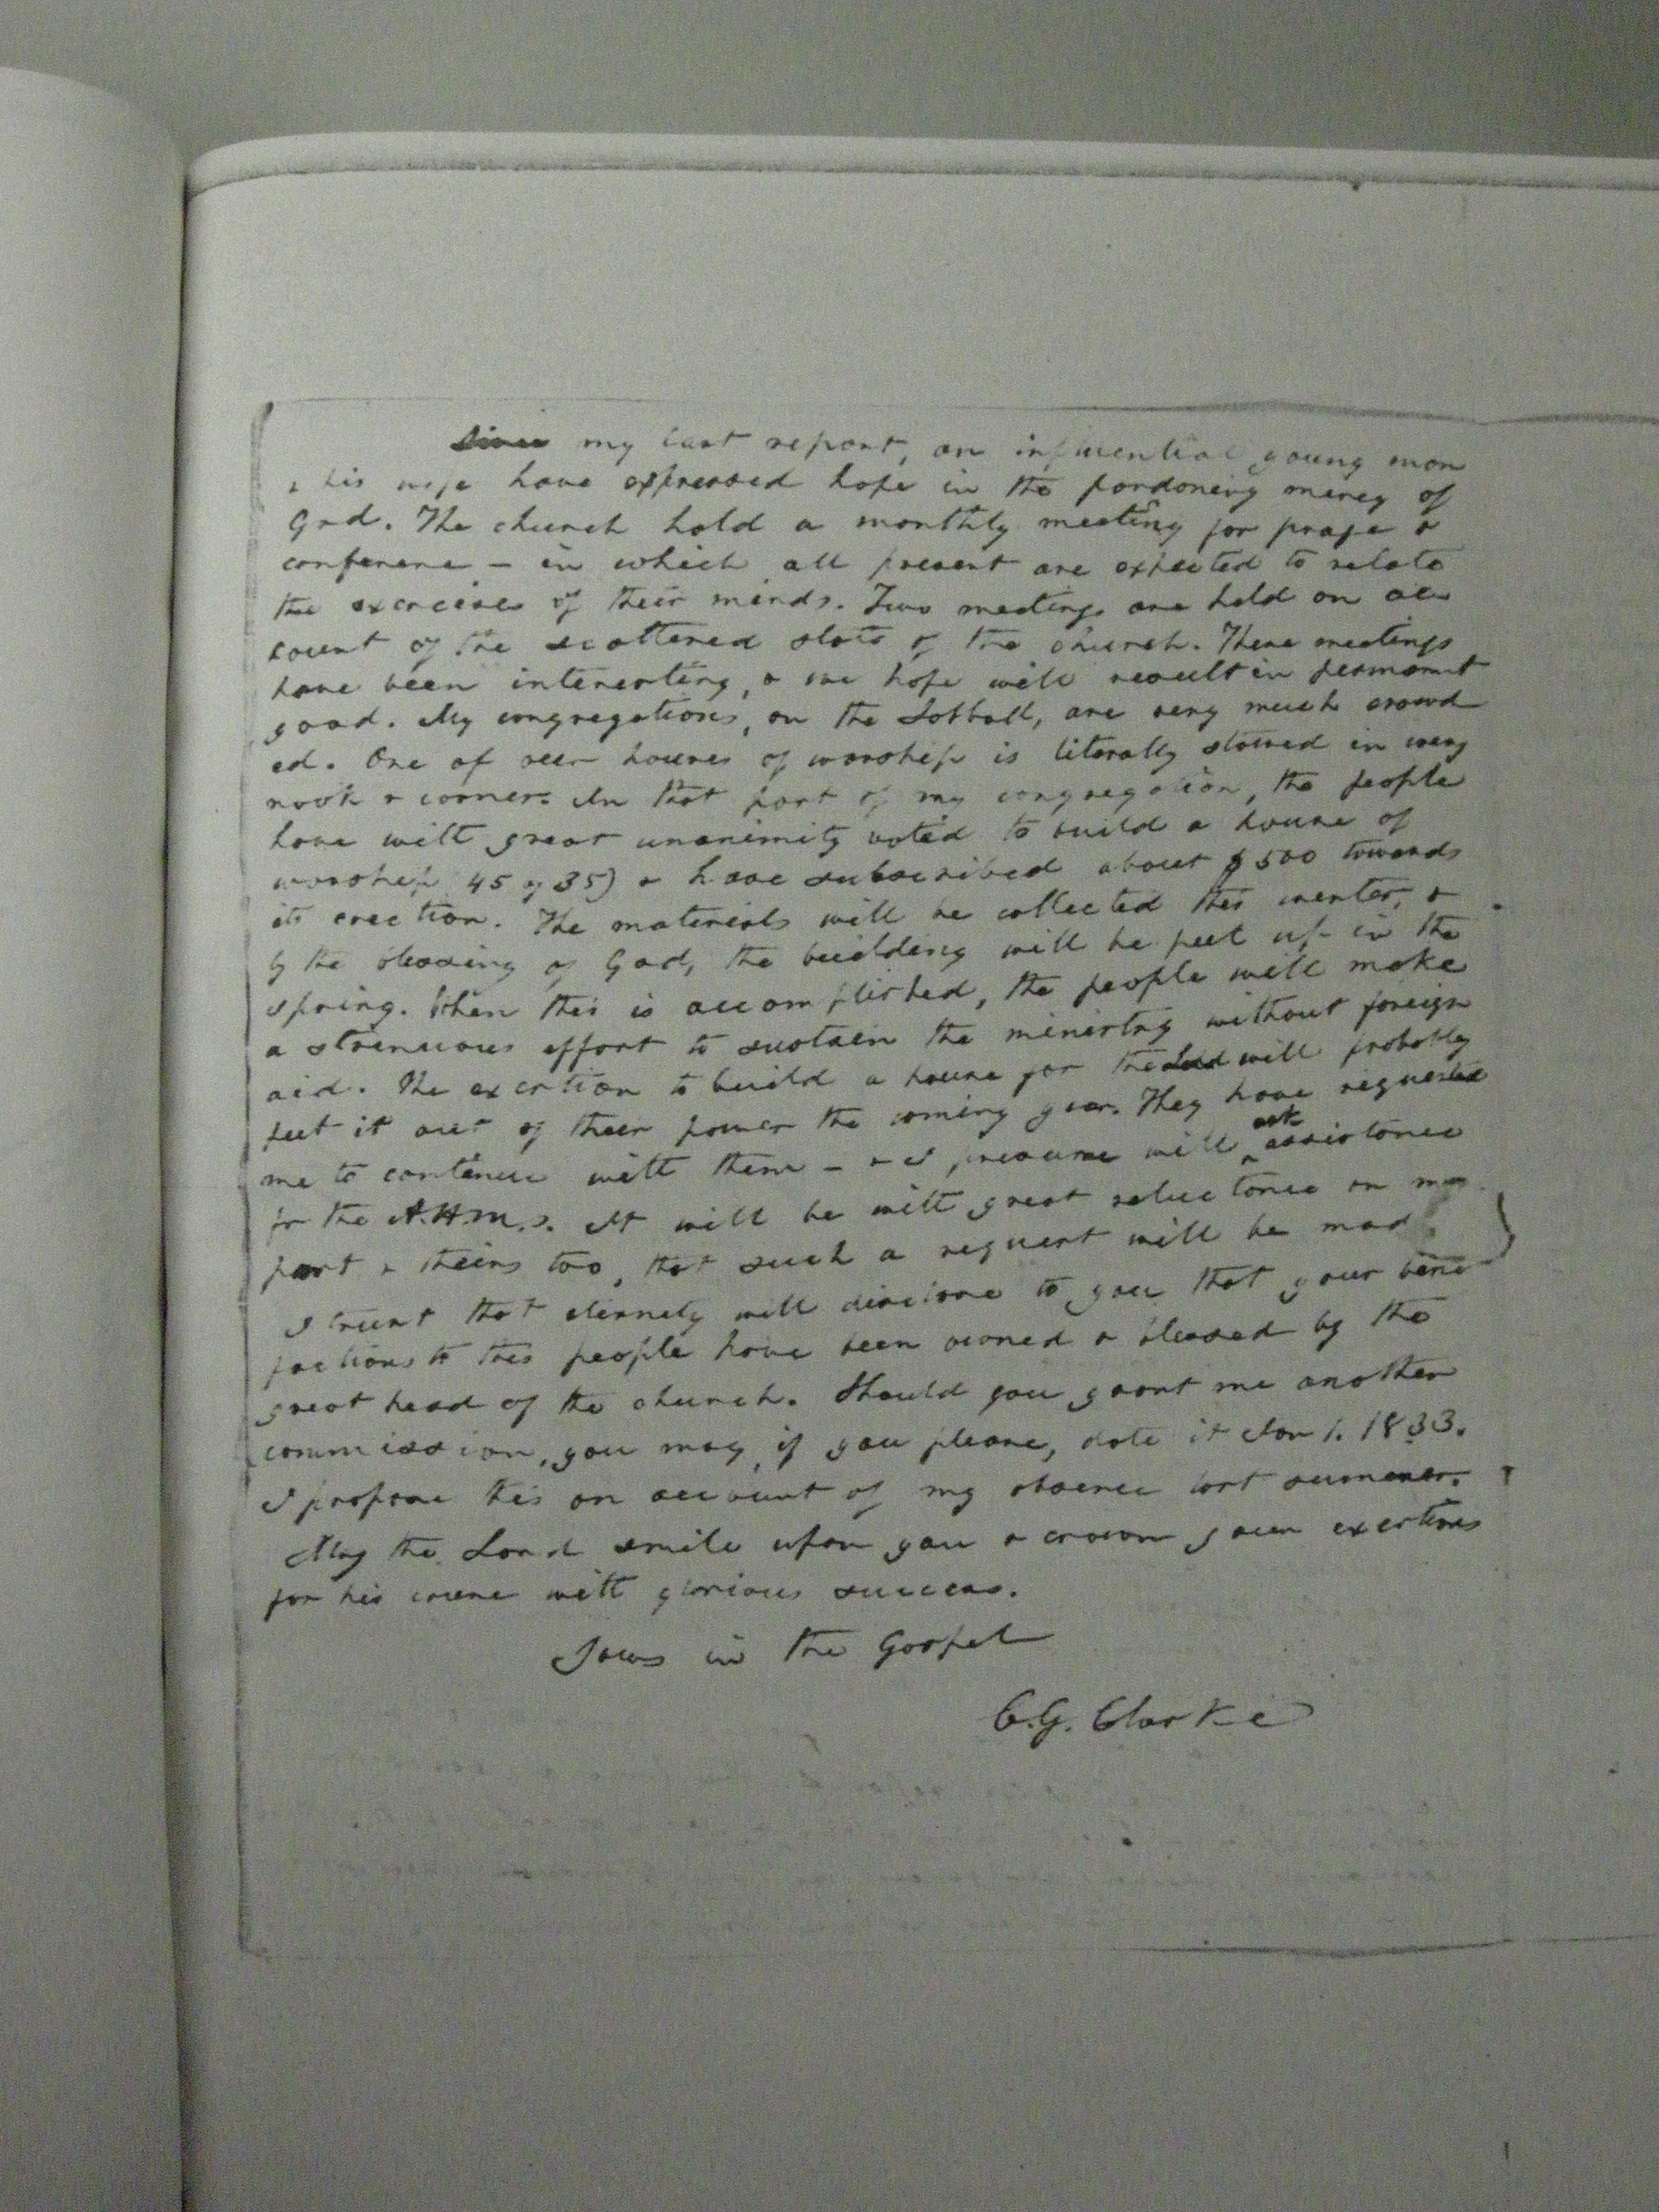 Since my last report, an influential young man
& his wife have expressed hope in the pardoning mercy of
God. The church hold a monthly meeting for praye &
conference – in which all present are expected to relate
the exercises of their minds. Two meetings are held on ac
count of the scattered state of the church. These meetings
have been interesting, & we hope will result in permanent
good. My congregations, on the Sabbath, are very much crowd
ed. One of our houses of worship is literally stowed in every
nook & corner. In that part of my congregation, the people
have with great unanimity voted to build a house of
worship 45 by 35) & have subscribed about $500 towards
its erection. The materials will be collected this winter, &
by the blessing of God, the building will be put up in the
spring. When this is accomplished, the people will make
a strenuous effort to sustain the ministry without foreign
aid. The exertion to build a house for the Lord will probably
put it out of their power the coming year. They have requested
me to continue with them – & I presume will ask assistance
fr the A.H.M.S. It will be with great reluctance on my
part & theirs too, that such a request will be mad
I trust that eternity will disclose to you that your bene
factions to this people have been owned & blessed by the
great head of the church. Should you grant me another
commission, you may, if you please, date it Jan 1. 1833.
I propose this on account of my absence last summer.
May the Lord smile upon you & crown your exertions
for his cause with glorious success.
Yours in the Gospel
C.G. Clarke